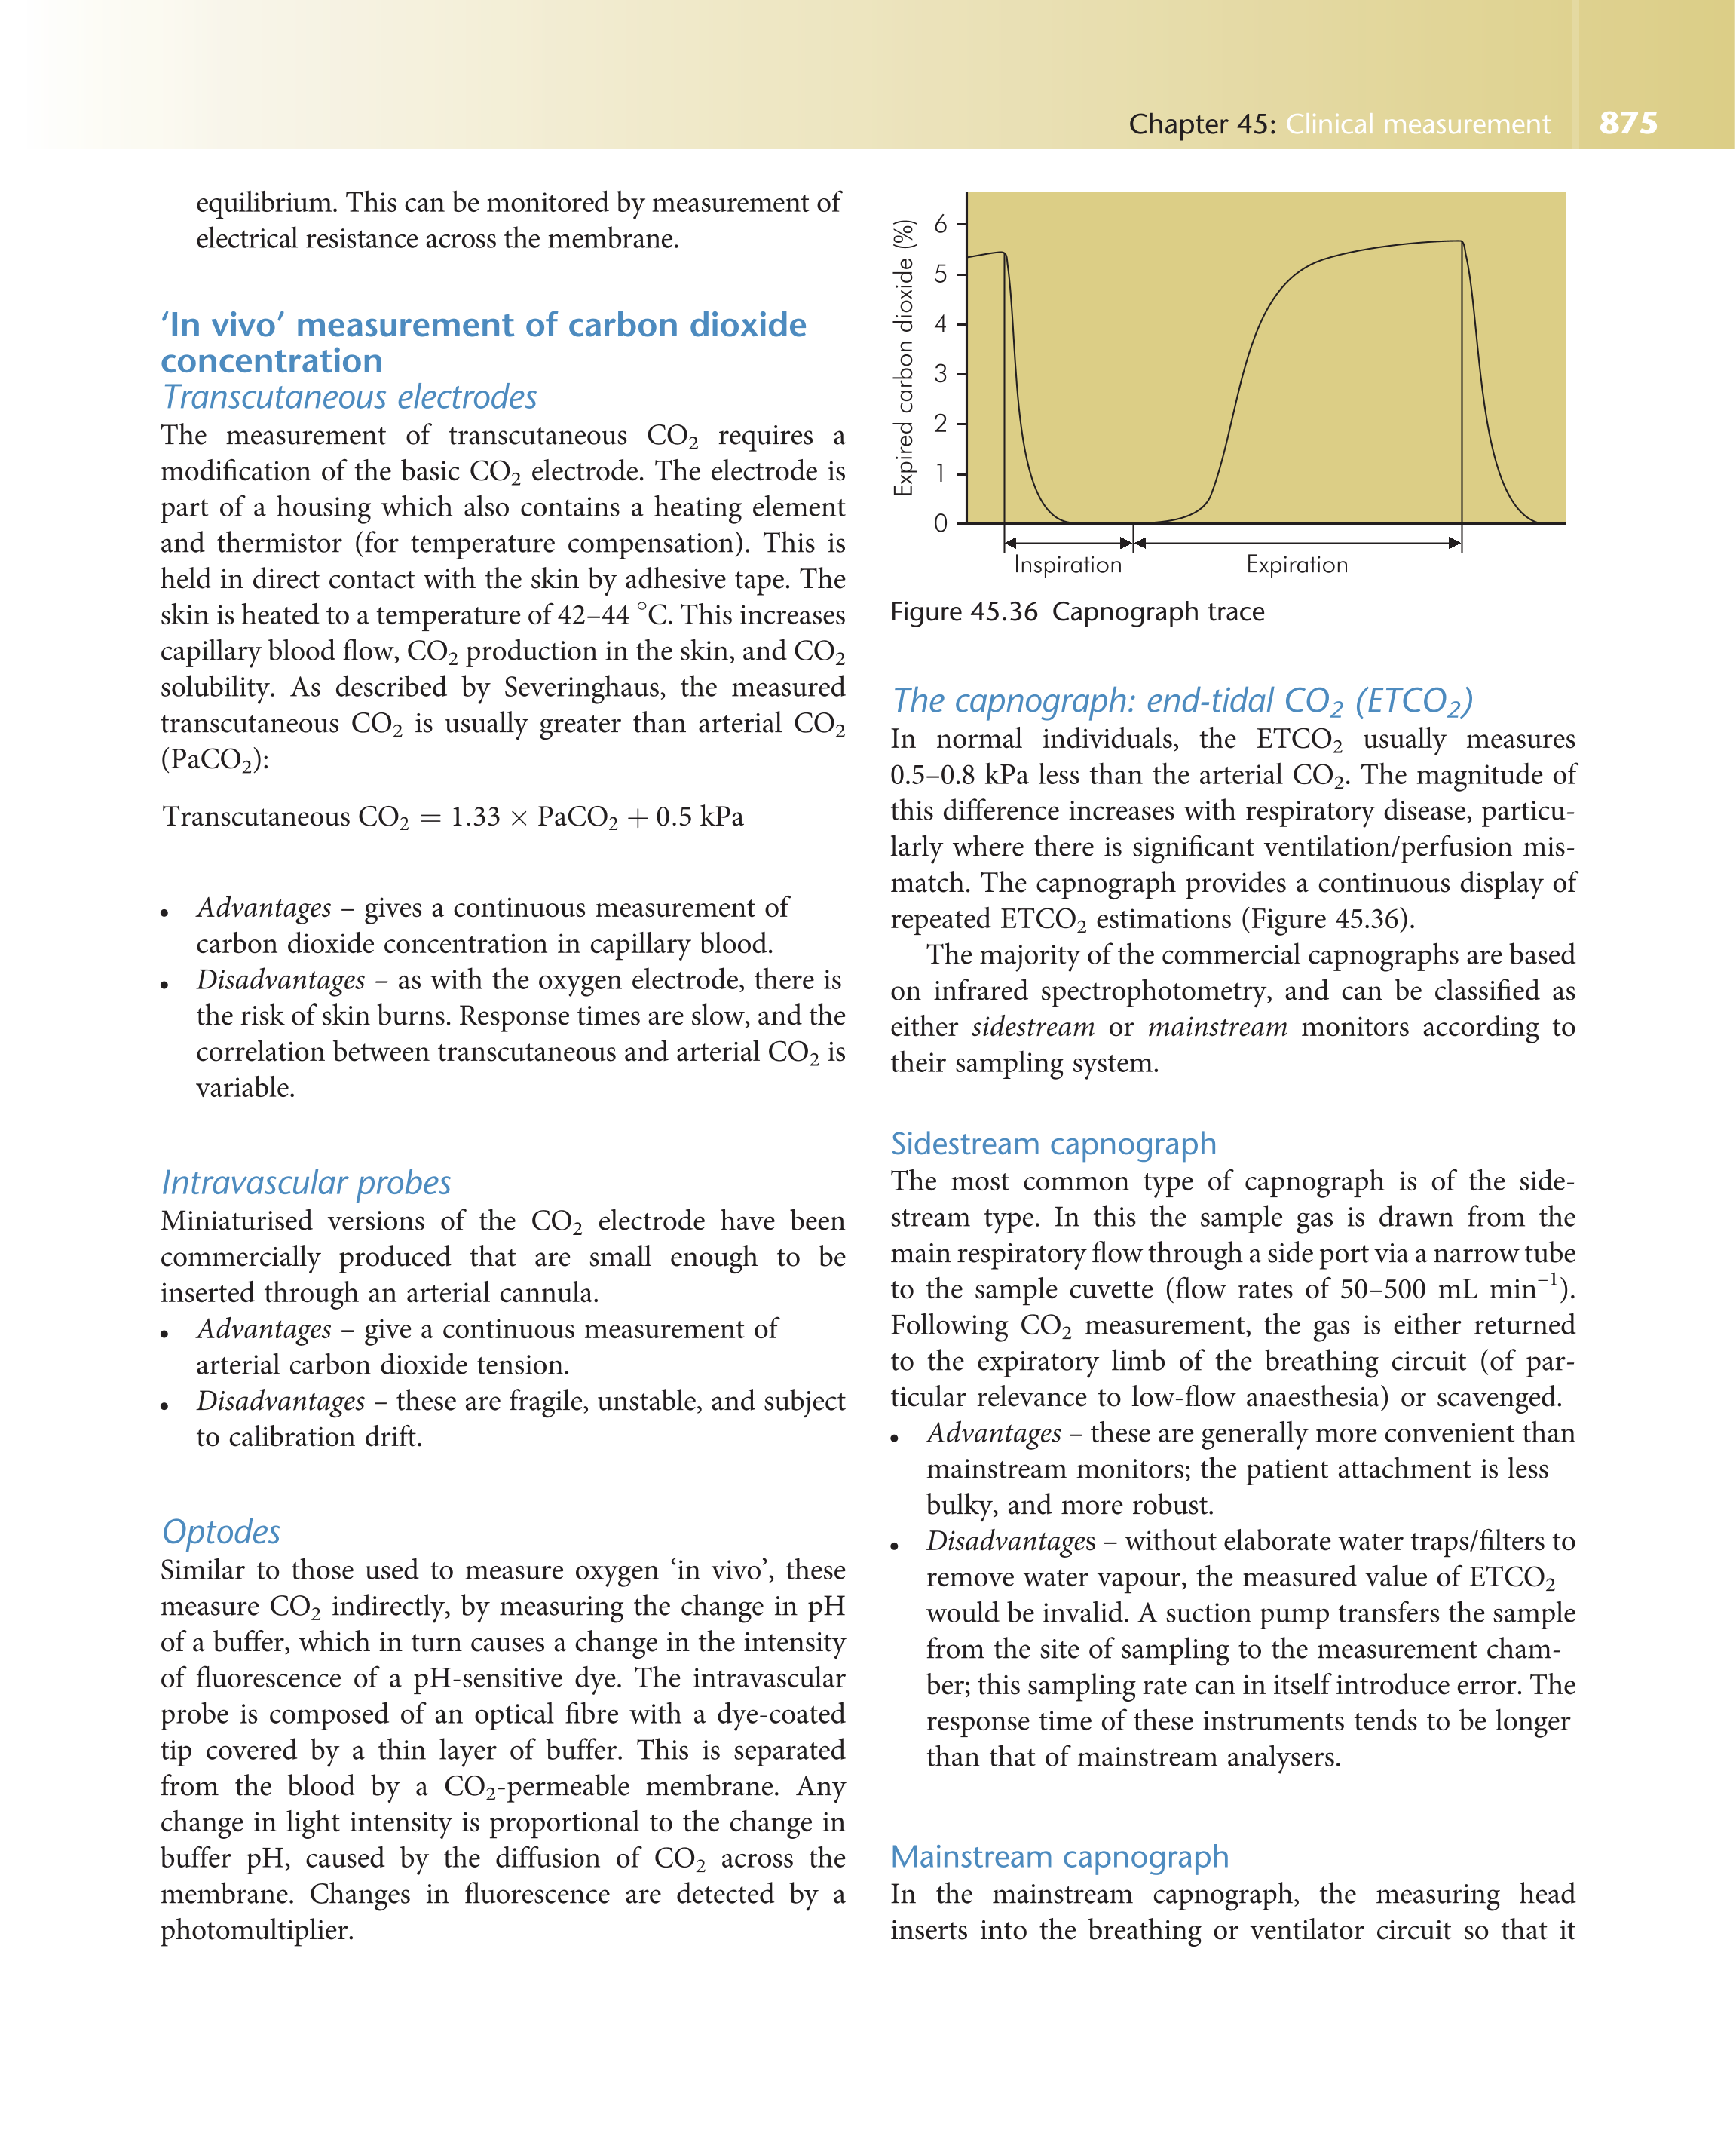 Chapter 45: Clinical measurement 875
equilibrium. This can be monitored by measurement of
electrical resistance across the membrane.
‘In vivo’ measurement of carbon dioxide
concentration
Transcutaneous electrodes
The measurement of transcutaneous CO₂ requires a
modification of the basic CO₂ electrode. The electrode is
part of a housing which also contains a heating element
and thermistor (for temperature compensation). This is
held in direct contact with the skin by adhesive tape. The
skin is heated to a temperature of 42–44 °C. This increases
capillary blood flow, CO₂ production in the skin, and CO₂
solubility. As described by Severinghaus, the measured
transcutaneous CO₂ is usually greater than arterial CO₂
(PaCO₂):
Transcutaneous CO₂ = 1.33 × PaCO₂ + 0.5 kPa
• Advantages – gives a continuous measurement of
carbon dioxide concentration in capillary blood.
• Disadvantages – as with the oxygen electrode, there is
the risk of skin burns. Response times are slow, and the
correlation between transcutaneous and arterial CO₂ is
variable.
Intravascular probes
Miniaturised versions of the CO₂ electrode have been
commercially produced that are small enough to be
inserted through an arterial cannula.
• Advantages – give a continuous measurement of
arterial carbon dioxide tension.
• Disadvantages – these are fragile, unstable, and subject
to calibration drift.
Optodes
Similar to those used to measure oxygen ‘in vivo’, these
measure CO₂ indirectly, by measuring the change in pH
of a buffer, which in turn causes a change in the intensity
of fluorescence of a pH-sensitive dye. The intravascular
probe is composed of an optical fibre with a dye-coated
tip covered by a thin layer of buffer. This is separated
from the blood by a CO₂-permeable membrane. Any
change in light intensity is proportional to the change in
buffer pH, caused by the diffusion of CO₂ across the
membrane. Changes in fluorescence are detected by a
photomultiplier.
Expired carbon dioxide (%)
6
5
4
3
2
1
0
Inspiration Expiration
Figure 45.36 Capnograph trace
The capnograph: end-tidal CO₂ (ETCO₂)
In normal individuals, the ETCO₂ usually measures
0.5–0.8 kPa less than the arterial CO₂. The magnitude of
this difference increases with respiratory disease, particu-
larly where there is significant ventilation/perfusion mis-
match. The capnograph provides a continuous display of
repeated ETCO₂ estimations (Figure 45.36).
The majority of the commercial capnographs are based
on infrared spectrophotometry, and can be classified as
either sidestream or mainstream monitors according to
their sampling system.
Sidestream capnograph
The most common type of capnograph is of the side-
stream type. In this the sample gas is drawn from the
main respiratory flow through a side port via a narrow tube
to the sample cuvette (flow rates of 50–500 mL min⁻¹).
Following CO₂ measurement, the gas is either returned
to the expiratory limb of the breathing circuit (of par-
ticular relevance to low-flow anaesthesia) or scavenged.
• Advantages – these are generally more convenient than
mainstream monitors; the patient attachment is less
bulky, and more robust.
• Disadvantages – without elaborate water traps/filters to
remove water vapour, the measured value of ETCO₂
would be invalid. A suction pump transfers the sample
from the site of sampling to the measurement cham-
ber; this sampling rate can in itself introduce error. The
response time of these instruments tends to be longer
than that of mainstream analysers.
Mainstream capnograph
In the mainstream capnograph, the measuring head
inserts into the breathing or ventilator circuit so that it